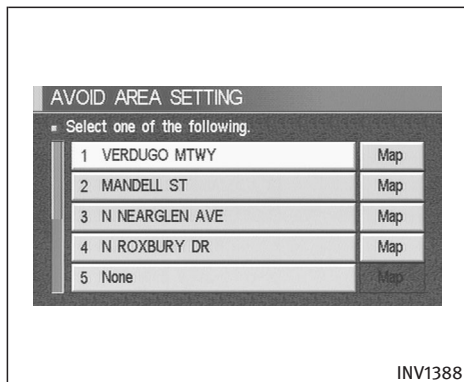 AVOID AREA SETTING
Select one of the following.
1 VERDUGO MTWY Map
2 MANDELL ST Map
3 N NEARGLEN AVE Map
4 N ROXBURY DR Map
5 None Map
INV1388